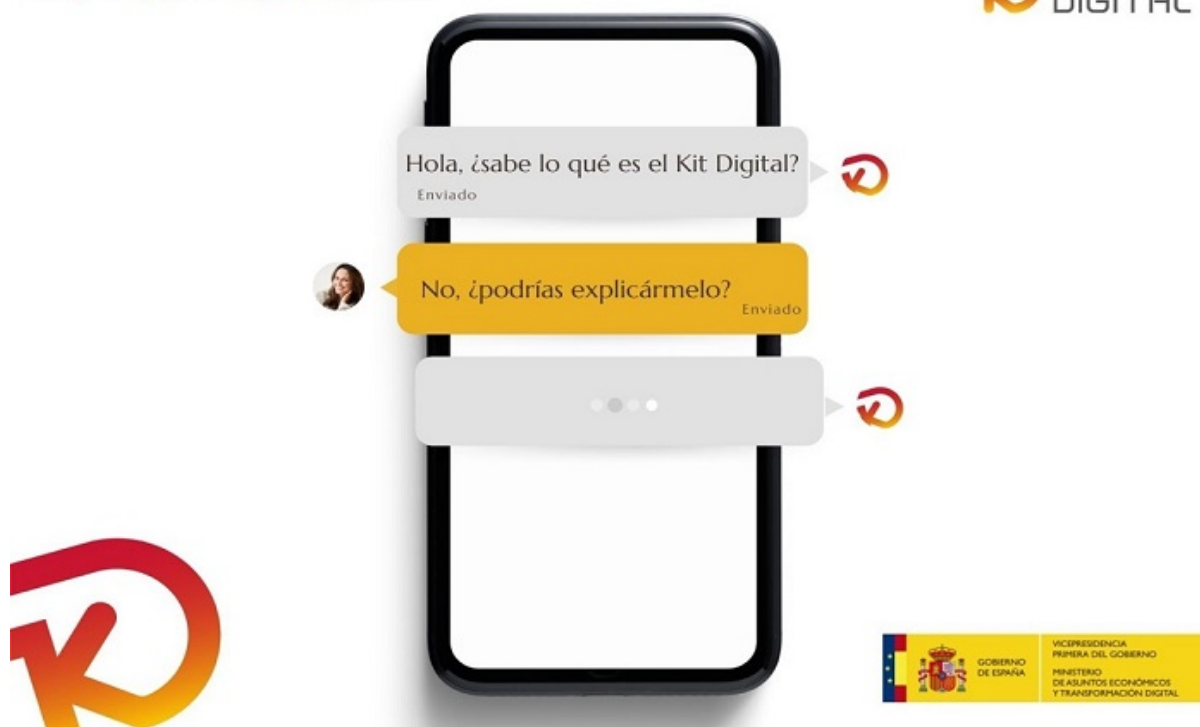 DIGITAL
Hola, ¿sabe lo qué es el Kit Digital?
Enviado
No, ¿podrías explicármelo?
Enviado
GOBIERNO
DE ESPAÑA
VICEPRESIDENCIA
PRIMERA DEL GOBIERNO
MINISTERIO
DE ASUNTOS ECONÓMICOS
Y TRANSFORMACIÓN DIGITAL